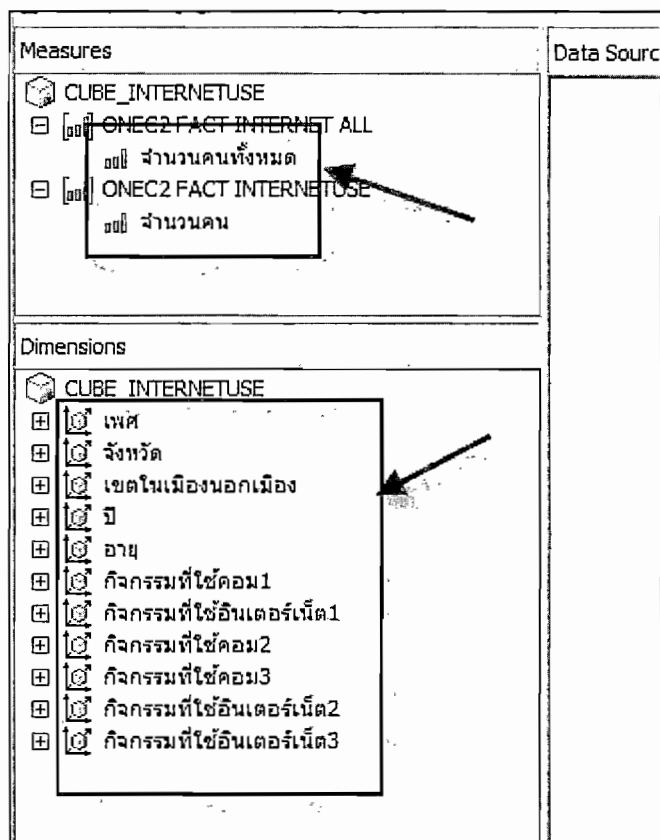 Measures
Data Sourc
CUBE_INTERNETUSE
ONEC2 FACT INTERNET ALL
จำนวนคนทั้งหมด
ONEC2 FACT INTERNETUSE
จำนวนคน
Dimensions
CUBE INTERNETUSE
เพศ
จังหวัด
เขตในเมืองนอกเมือง
ปี
อายุ
กิจกรรมที่ใช้คอม1
กิจกรรมที่ใช้อินเตอร์เน็ต1
กิจกรรมที่ใช้คอม2
กิจกรรมที่ใช้คอม3
กิจกรรมที่ใช้อินเตอร์เน็ต2
กิจกรรมที่ใช้อินเตอร์เน็ต3